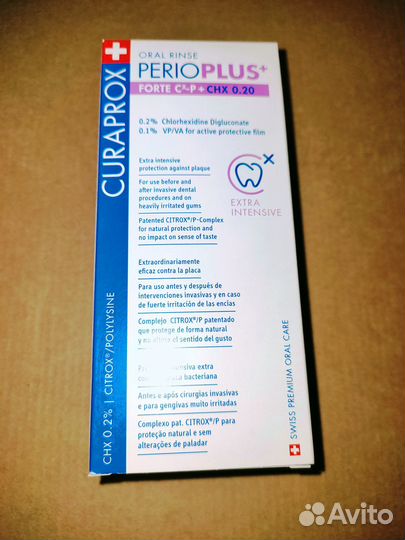 CURAPROX
CHX 0.2% | CITROX®/POLYLYSINE
ORAL RINSE
PERIOPLUS+
FORTE CX-P + CHX 0.20
0.2% Chlorhexidine Digluconate
0.1% VP/VA for active protective film
Extra intensive
protection against plaque
For use before and
after invasive dental
procedures and on
heavily irritated gums
Patented CITROX®/P-Complex
for natural protection and
no impact on sense of taste
EXTRA
INTENSIVE
Extraordinariamente
eficaz contra la placa
Para uso antes y después de
intervenciones invasivas y en caso
de fuerte irritación de las encías
Complejo CITROX®/P patentado
que protege de forma natural
y no el sentido del gusto
extra
bacteriana
Antes e após cirurgias invasivas
e para gengivas muito irritadas
Complexo pat. CITROX®/P para
proteção natural e sem
alterações de paladar
SWISS PREMIUM ORAL CARE
Avito